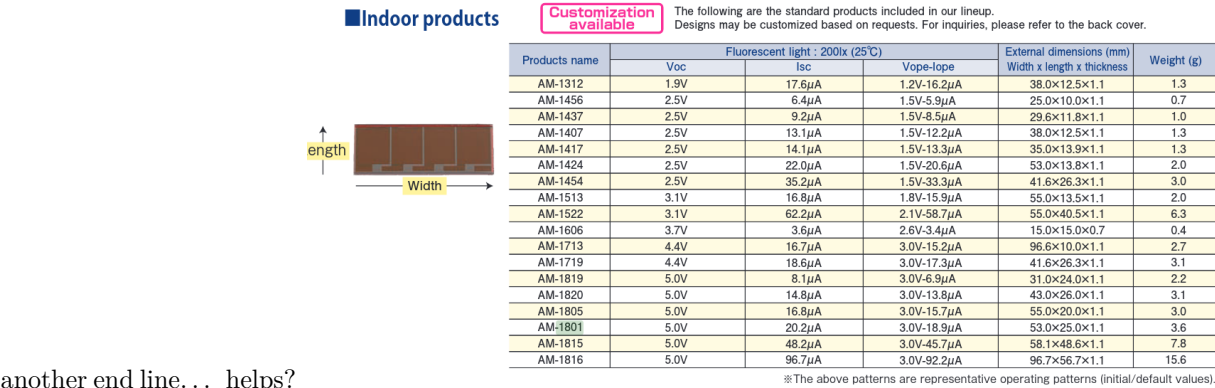 ■Indoor products
Customization available
The following are the standard products included in our lineup.
Designs may be customized based on requests. For inquiries, please refer to the back cover.
ength
Width
Products name Fluorescent light : 200lx (25℃) External dimensions (mm) Width x length x thickness Weight (g)
Voc Isc Vope-Iope
AM-1312 1.9V 17.6μA 1.2V-16.2μA 38.0×12.5×1.1 1.3
AM-1456 2.5V 6.4μA 1.5V-5.9μA 25.0×10.0×1.1 0.7
AM-1437 2.5V 9.2μA 1.5V-8.5μA 29.6×11.8×1.1 1.0
AM-1407 2.5V 13.1μA 1.5V-12.2μA 38.0×12.5×1.1 1.3
AM-1417 2.5V 14.1μA 1.5V-13.3μA 35.0×13.9×1.1 1.3
AM-1424 2.5V 22.0μA 1.5V-20.6μA 53.0×13.8×1.1 2.0
AM-1454 2.5V 35.2μA 1.5V-33.3μA 41.6×26.3×1.1 3.0
AM-1513 3.1V 16.8μA 1.8V-15.9μA 55.0×13.5×1.1 2.0
AM-1522 3.1V 62.2μA 2.1V-58.7μA 55.0×40.5×1.1 6.3
AM-1606 3.7V 3.6μA 2.6V-3.4μA 15.0×15.0×0.7 0.4
AM-1713 4.4V 16.7μA 3.0V-15.2μA 96.6×10.0×1.1 2.7
AM-1719 4.4V 18.6μA 3.0V-17.3μA 41.6×26.3×1.1 3.1
AM-1819 5.0V 8.1μA 3.0V-6.9μA 31.0×24.0×1.1 2.2
AM-1820 5.0V 14.8μA 3.0V-13.8μA 43.0×26.0×1.1 3.1
AM-1805 5.0V 16.8μA 3.0V-15.7μA 55.0×20.0×1.1 3.0
AM-1801 5.0V 20.2μA 3.0V-18.9μA 53.0×25.0×1.1 3.6
AM-1815 5.0V 48.2μA 3.0V-45.7μA 58.1×48.6×1.1 7.8
AM-1816 5.0V 96.7μA 3.0V-92.2μA 96.7×56.7×1.1 15.6
※The above patterns are representative operating patterns (initial/default values).
another end line... helps?